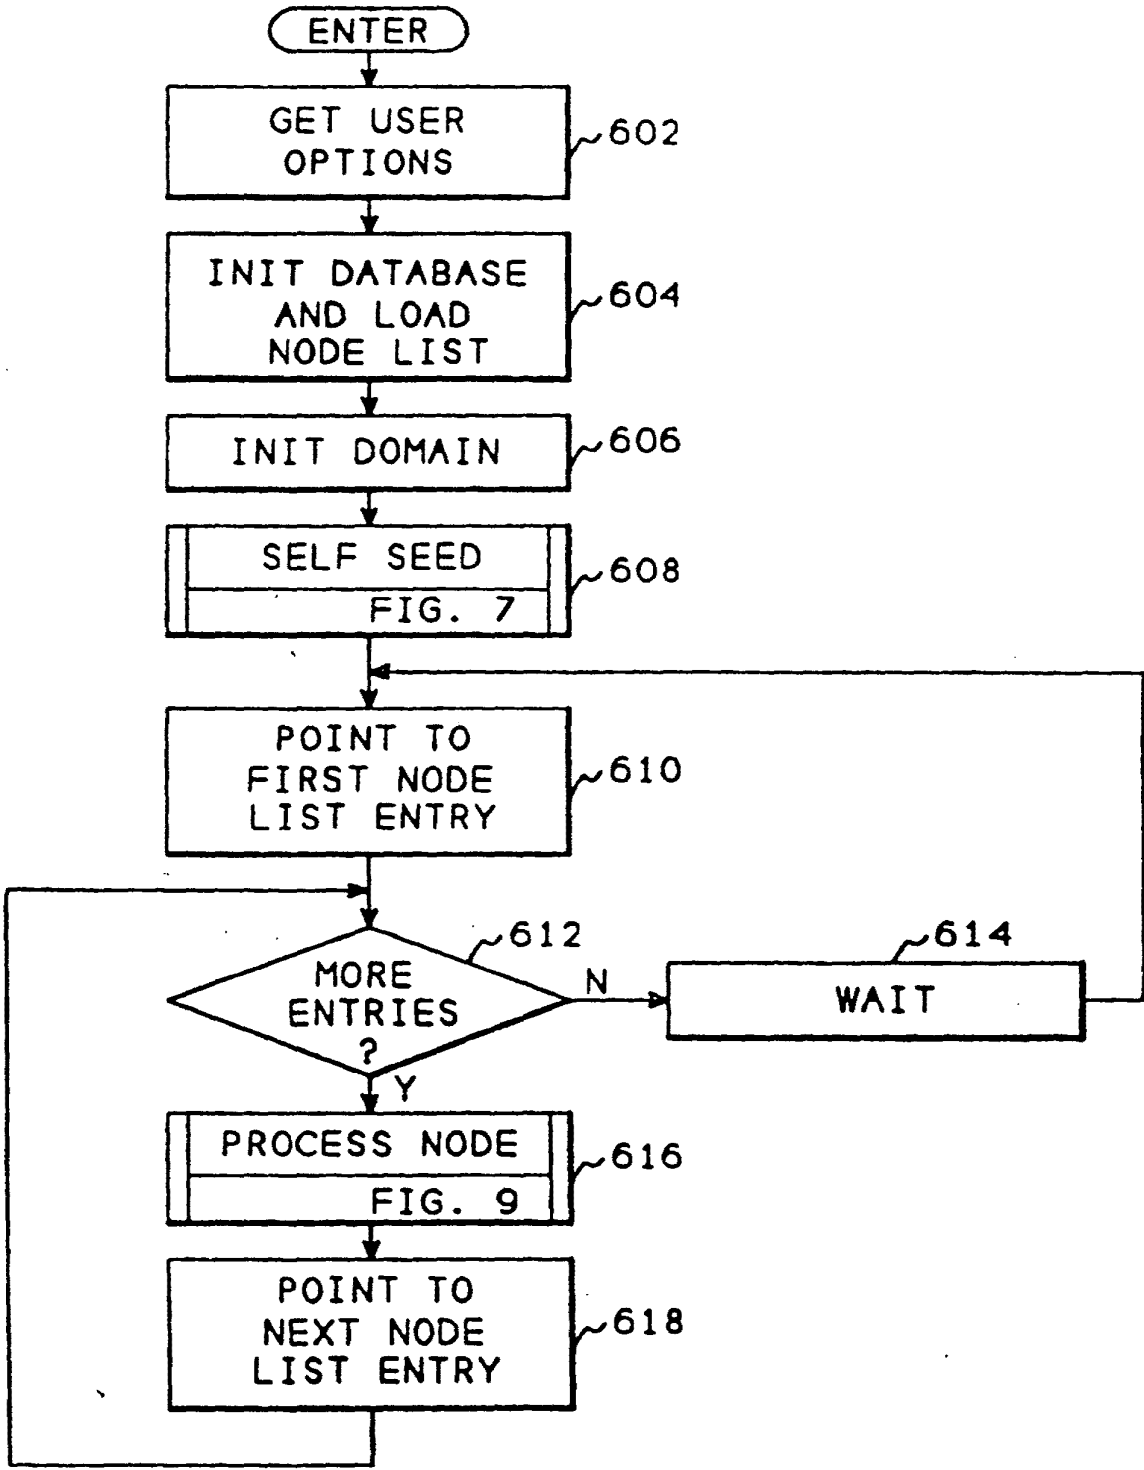 ENTER
GET USER
OPTIONS
602
INIT DATABASE
AND LOAD
NODE LIST
604
INIT DOMAIN
606
SELF SEED
FIG. 7
608
POINT TO
FIRST NODE
LIST ENTRY
610
612
MORE
ENTRIES
?
N
614
WAIT
Y
PROCESS NODE
FIG. 9
616
POINT TO
NEXT NODE
LIST ENTRY
618